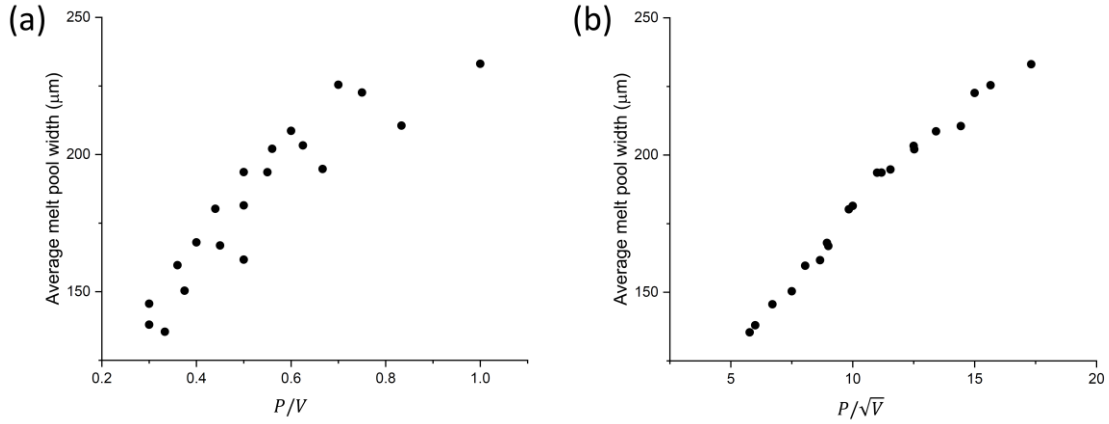 (a)
250
200
150
Average melt pool width (μm)
0.2 0.4 0.6 0.8 1.0
P/V
(b)
250
200
150
Average melt pool width (μm)
5 10 15 20
P/√V